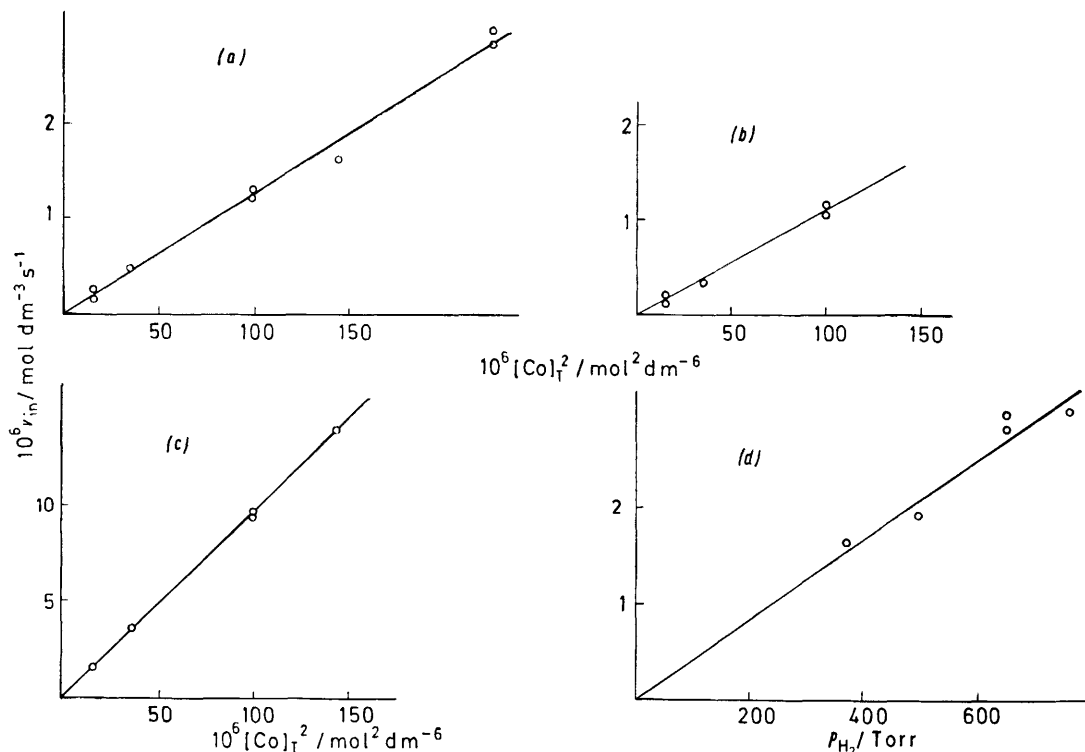 (a)
2
1
50 100 150
(b)
2
1
50 100 150
10⁶[Co]_T² / mol² dm⁻⁶
10⁶ν_in / mol dm⁻³ s⁻¹
(c)
10
5
50 100 150
10⁶[Co]_T² / mol² dm⁻⁶
(d)
2
1
200 400 600
p_H₂ / Torr